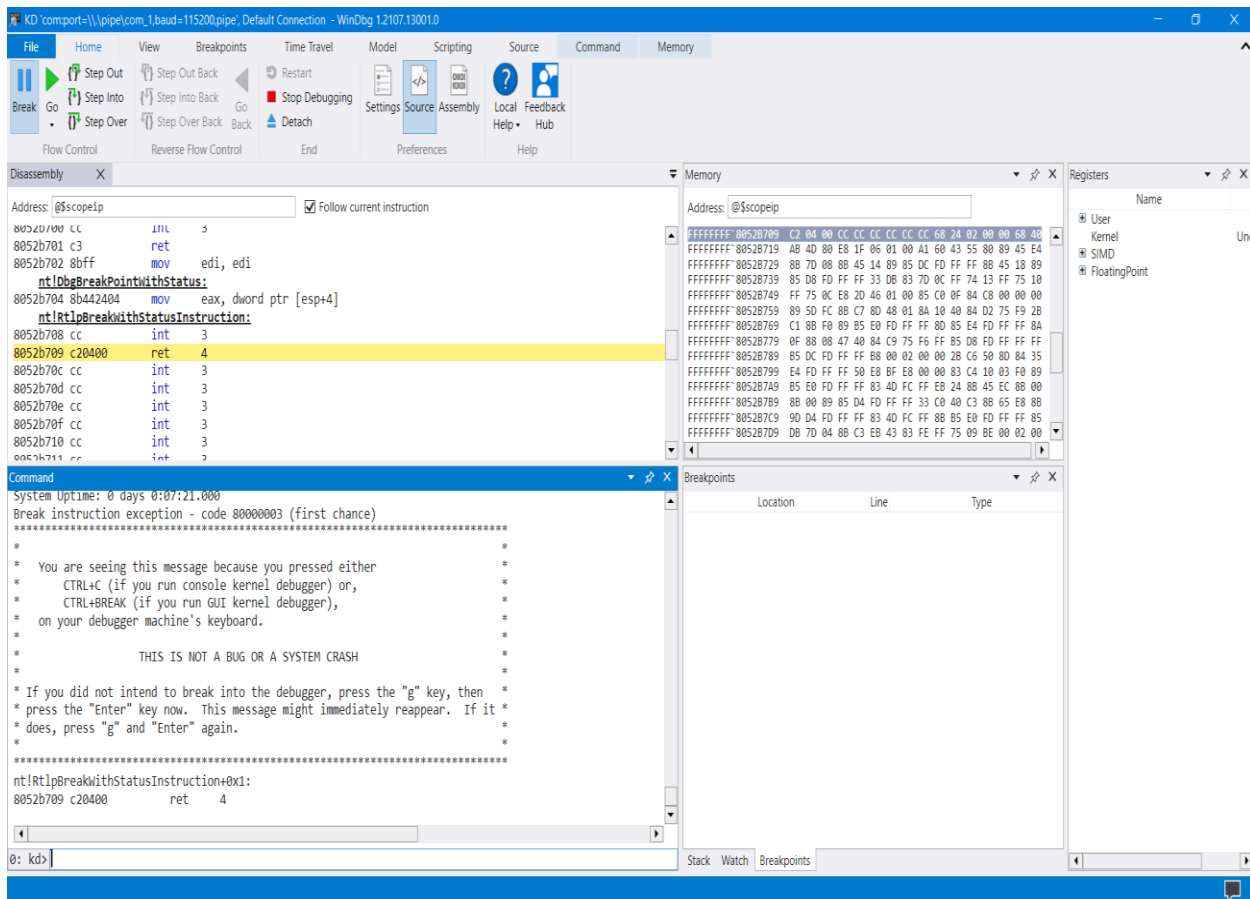 KD 'com:port=\\.\pipe\com_1,baud=115200,pipe', Default Connection - WinDbg 1.2107.13001.0
File Home View Breakpoints Time Travel Model Scripting Source Command Memory
Break Go Step Out Step Into Step Over
Flow Control
Step Out Back Step Into Back Step Over Back Go Back
Reverse Flow Control
Restart
Stop Debugging
Detach
End
Settings Source Assembly
Preferences
Local Help Feedback Hub
Help
Disassembly X
Address: @$scopeip Follow current instruction
8052b700 cc int 3
8052b701 c3 ret
8052b702 8bff mov edi, edi
nt!DbgBreakPointWithStatus:
8052b704 8b442404 mov eax, dword ptr [esp+4]
nt!RtlpBreakWithStatusInstruction:
8052b708 cc int 3
8052b709 c20400 ret 4
8052b70c cc int 3
8052b70d cc int 3
8052b70e cc int 3
8052b70f cc int 3
8052b710 cc int 3
8052b711 cc int 3
Memory
Address: @$scopeip
FFFFFFFF`8052B709 C2 04 00 CC CC CC CC CC CC 68 24 02 00 00 68 40
FFFFFFFF`8052B719 AB 4D 80 E8 1F 06 01 00 A1 60 43 55 80 89 45 E4
FFFFFFFF`8052B729 8B 7D 08 8B 45 14 89 85 DC FD FF FF 8B 45 18 89
FFFFFFFF`8052B739 85 D8 FD FF FF 33 DB 83 7D 0C FF 74 13 FF 75 10
FFFFFFFF`8052B749 FF 75 0C E8 2D 46 01 00 85 C0 0F 84 C8 00 00 00
FFFFFFFF`8052B759 89 5D FC 8B C7 8D 48 01 8A 10 40 84 D2 75 F9 2B
FFFFFFFF`8052B769 C1 8B F0 89 B5 E0 FD FF FF 8D 85 E4 FD FF FF 8A
FFFFFFFF`8052B779 0F 88 08 47 40 84 C9 75 F6 FF B5 D8 FD FF FF FF
FFFFFFFF`8052B789 B5 DC FD FF FF B8 00 02 00 00 2B C6 50 8D 84 35
FFFFFFFF`8052B799 E4 FD FF FF 50 E8 BF E8 00 00 83 C4 10 03 F0 89
FFFFFFFF`8052B7A9 B5 E0 FD FF FF 83 4D FC FF EB 24 8B 45 EC 8B 00
FFFFFFFF`8052B7B9 8B 00 89 85 D4 FD FF FF 33 C0 40 C3 8B 65 E8 8B
FFFFFFFF`8052B7C9 9D D4 FD FF FF 83 4D FC FF 8B B5 E0 FD FF FF 85
FFFFFFFF`8052B7D9 DB 7D 04 8B C3 EB 43 83 FE FF 75 09 BE 00 02 00
Registers
Name
User
Kernel Un
SIMD
FloatingPoint
Command
System Uptime: 0 days 0:07:21.000
Break instruction exception - code 80000003 (first chance)
*******************************************************************************
* *
* You are seeing this message because you pressed either *
* CTRL+C (if you run console kernel debugger) or, *
* CTRL+BREAK (if you run GUI kernel debugger), *
* on your debugger machine's keyboard. *
* *
* THIS IS NOT A BUG OR A SYSTEM CRASH *
* *
* If you did not intend to break into the debugger, press the "g" key, then *
* press the "Enter" key now. This message might immediately reappear. If it *
* does, press "g" and "Enter" again. *
* *
*******************************************************************************
nt!RtlpBreakWithStatusInstruction+0x1:
8052b709 c20400 ret 4
0: kd>
Breakpoints
Location Line Type
Stack Watch Breakpoints